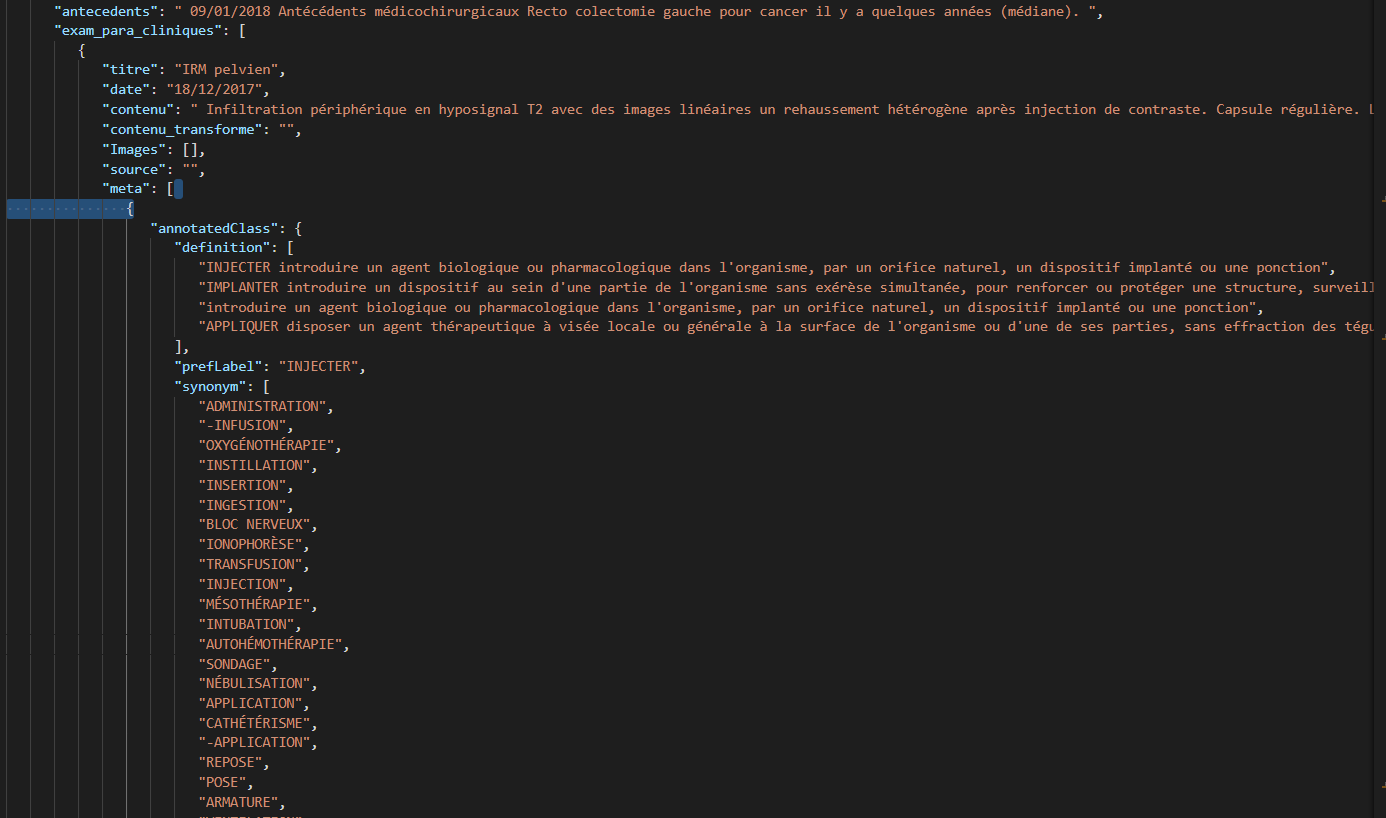 "antecedents": " 09/01/2018 Antécédents médicochirurgicaux Recto colectomie gauche pour cancer il y a quelques années (médiane). ",
"exam_para_cliniques": [
{
"titre": "IRM pelvien",
"date": "18/12/2017",
"contenu": " Infiltration périphérique en hyposignal T2 avec des images linéaires un rehaussement hétérogène après injection de contraste. Capsule régulière. L
"contenu_transforme": "",
"Images": [],
"source": "",
"meta": [
{
"annotatedClass": {
"definition": [
"INJECTER introduire un agent biologique ou pharmacologique dans l'organisme, par un orifice naturel, un dispositif implanté ou une ponction",
"IMPLANTER introduire un dispositif au sein d'une partie de l'organisme sans exérèse simultanée, pour renforcer ou protéger une structure, surveil
"introduire un agent biologique ou pharmacologique dans l'organisme, par un orifice naturel, un dispositif implanté ou une ponction",
"APPLIQUER disposer un agent thérapeutique à visée locale ou générale à la surface de l'organisme ou d'une de ses parties, sans effraction des tégu
],
"prefLabel": "INJECTER",
"synonym": [
"ADMINISTRATION",
"-INFUSION",
"OXYGÉNOTHÉRAPIE",
"INSTILLATION",
"INSERTION",
"INGESTION",
"BLOC NERVEUX",
"IONOPHORÈSE",
"TRANSFUSION",
"INJECTION",
"MÉSOTHÉRAPIE",
"INTUBATION",
"AUTOHÉMOTHÉRAPIE",
"SONDAGE",
"NÉBULISATION",
"APPLICATION",
"CATHÉTÉRISME",
"-APPLICATION",
"REPOSE",
"POSE",
"ARMATURE",